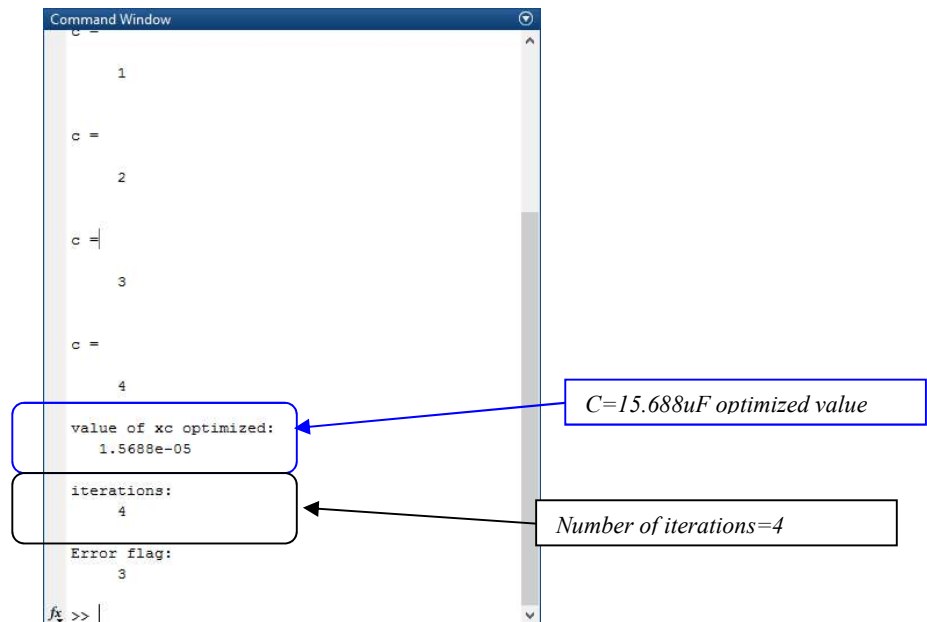 Command Window
c =
1
c =
2
c =
3
c =
4
value of xc optimized:
1.5688e-05
iterations:
4
Error flag:
3
fx >>
C=15.688uF optimized value
Number of iterations=4